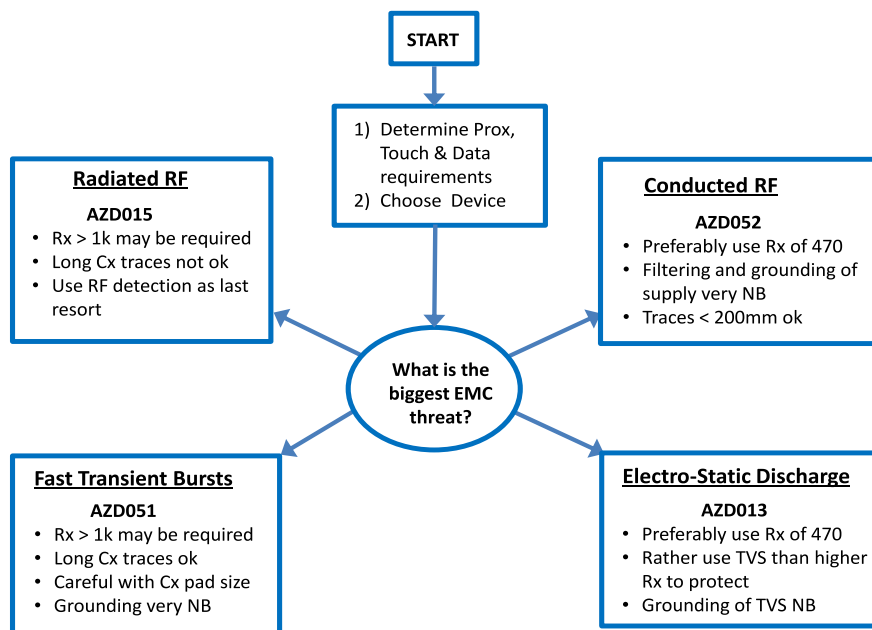 START
1) Determine Prox,
Touch & Data
requirements
2) Choose Device
Radiated RF
AZD015
• Rx > 1k may be required
• Long Cx traces not ok
• Use RF detection as last
resort
Conducted RF
AZD052
• Preferably use Rx of 470
• Filtering and grounding of
supply very NB
• Traces < 200mm ok
What is the
biggest EMC
threat?
Fast Transient Bursts
AZD051
• Rx > 1k may be required
• Long Cx traces ok
• Careful with Cx pad size
• Grounding very NB
Electro-Static Discharge
AZD013
• Preferably use Rx of 470
• Rather use TVS than higher
Rx to protect
• Grounding of TVS NB